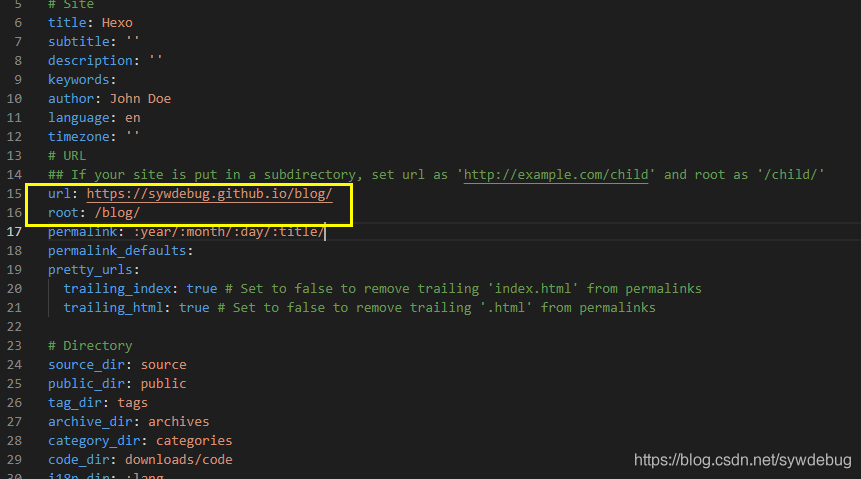 5 # Site
6 title: Hexo
7 subtitle: ''
8 description: ''
9 keywords:
10 author: John Doe
11 language: en
12 timezone: ''
13 # URL
14 ## If your site is put in a subdirectory, set url as 'http://example.com/child' and root as '/child/'
15 url: https://sywdebug.github.io/blog/
16 root: /blog/
17 permalink: :year/:month/:day/:title/
18 permalink_defaults:
19 pretty_urls:
20 trailing_index: true # Set to false to remove trailing 'index.html' from permalinks
21 trailing_html: true # Set to false to remove trailing '.html' from permalinks
22
23 # Directory
24 source_dir: source
25 public_dir: public
26 tag_dir: tags
27 archive_dir: archives
28 category_dir: categories
29 code_dir: downloads/code
30 i18n_dir: :lang
https://blog.csdn.net/sywdebug